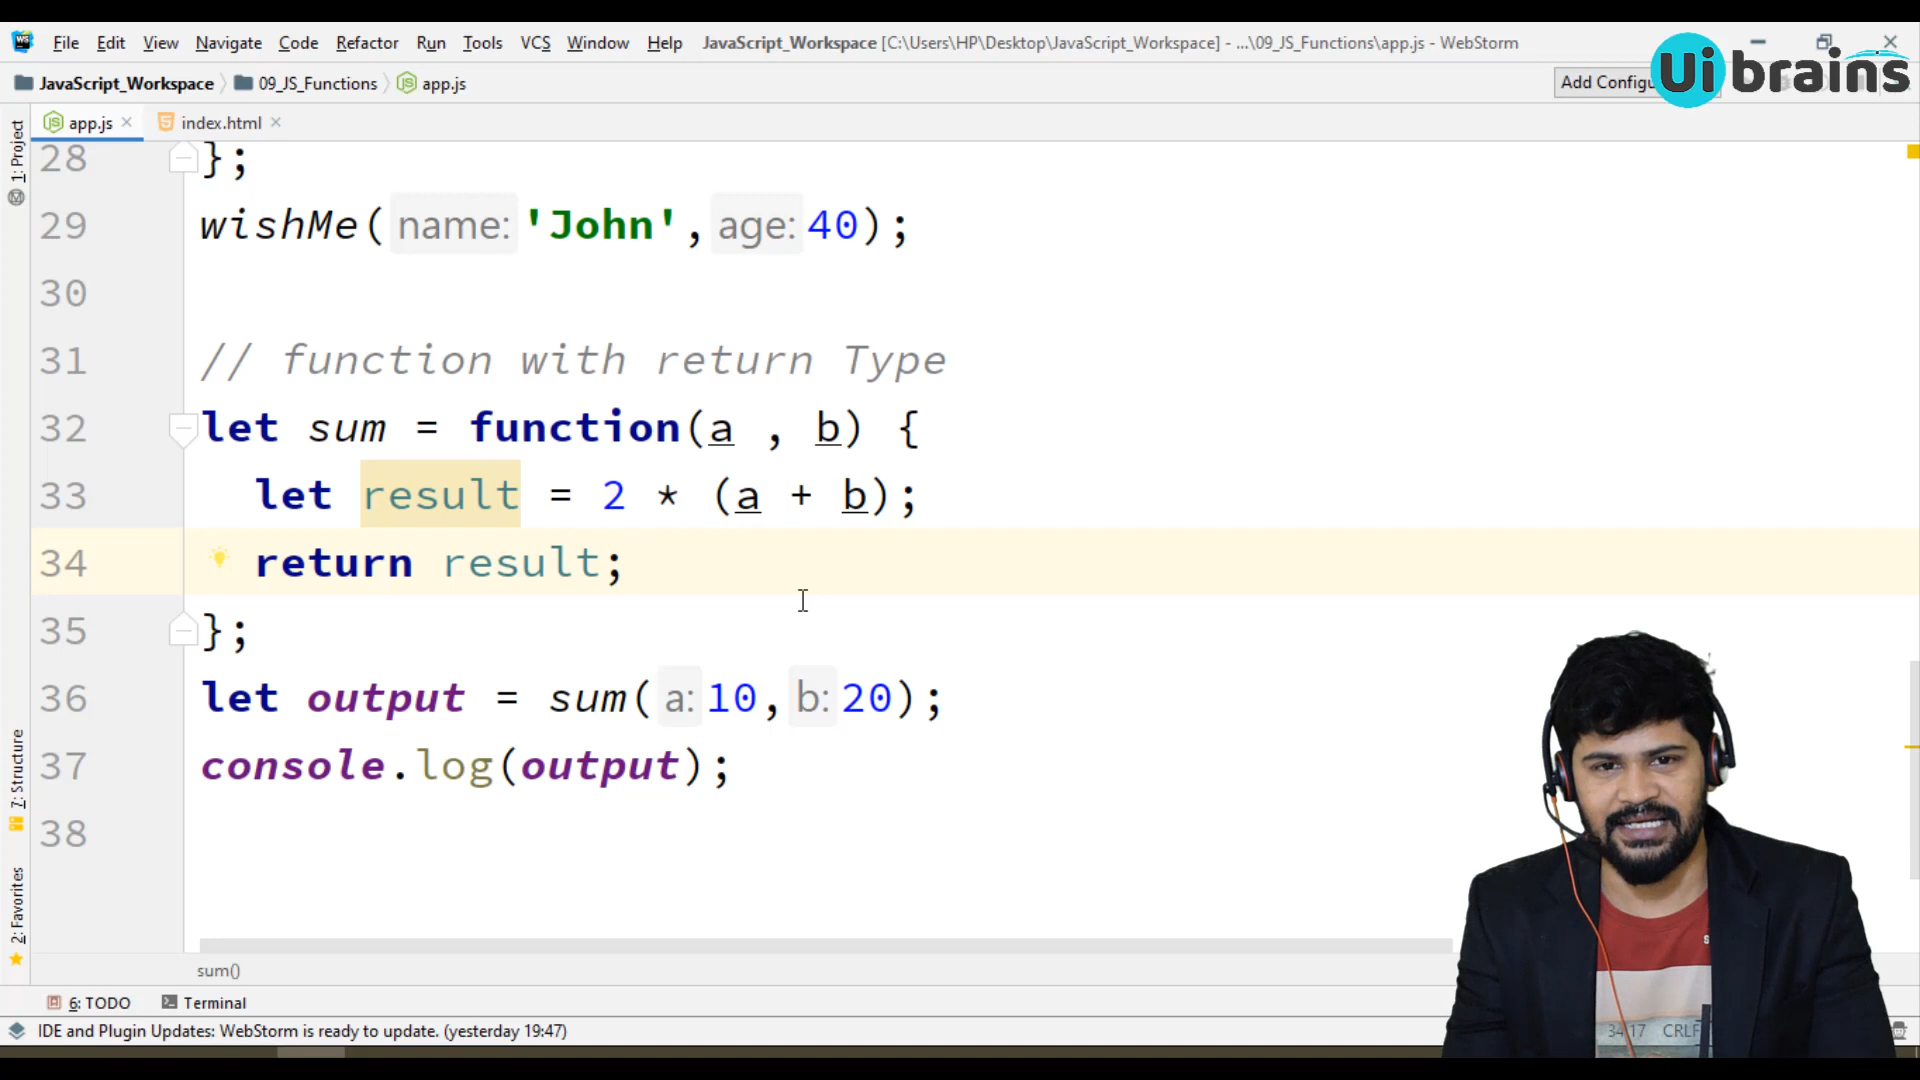 File Edit View Navigate Code Refactor Run Tools VCS Window Help JavaScript_Workspace [C:\Users\HP\Desktop\JavaScript_Workspace] - ...\09_JS_Functions\app.js - WebStorm
JavaScript_Workspace 09_JS_Functions app.js Add Configu
Ui brains
app.js index.html
1: Project
28 };
29 wishMe( name: 'John', age: 40);
30
31 // function with return Type
32 let sum = function(a , b) {
33 let result = 2 * (a + b);
34 return result;
35 };
36 let output = sum( a: 10, b: 20);
37 console.log(output);
38
7: Structure
2: Favorites
sum()
6: TODO Terminal
IDE and Plugin Updates: WebStorm is ready to update. (yesterday 19:47) 34:17 CRLF